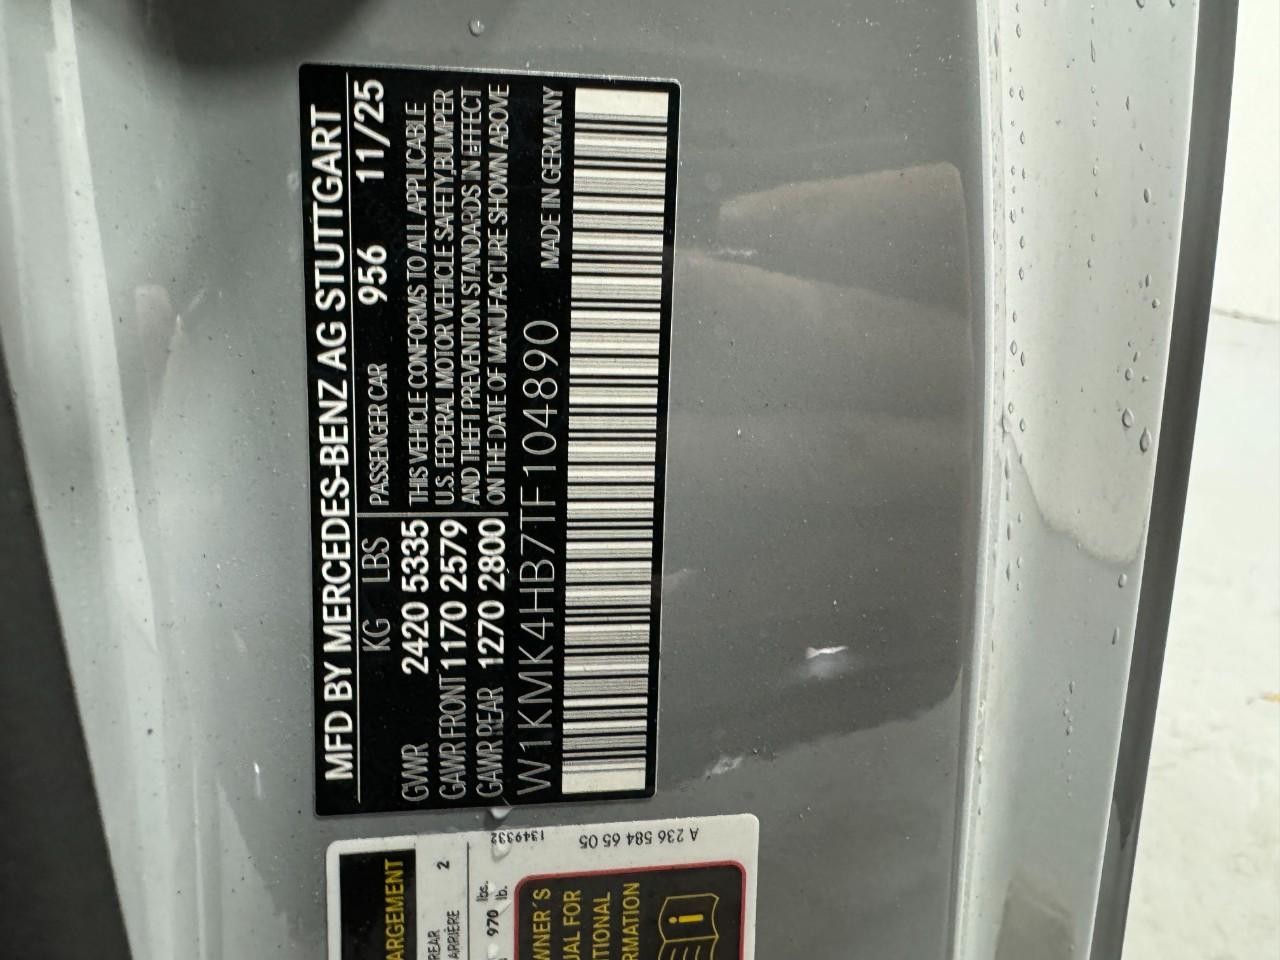 MFD BY MERCEDES-BENZ AG STUTTGART
KG LBS PASSENGER CAR 956 11/25
GVWR 2420 5335 THIS VEHICLE CONFORMS TO ALL APPLICABLE
GAWR FRONT 1170 2579 U.S. FEDERAL MOTOR VEHICLE SAFETY,BUMPER
AND THEFT PREVENTION STANDARDS IN EFFECT
GAWR REAR 1270 2800 ON THE DATE OF MANUFACTURE SHOWN ABOVE
W1KMK4HB7TF104890 MADE IN GERMANY
ARGEMENT
REAR 2
ARRIÈRE
970 lbs.
lb.
1349332
A 236 584 65 05
WNER´S
UAL FOR
TIONAL
RMATION
i